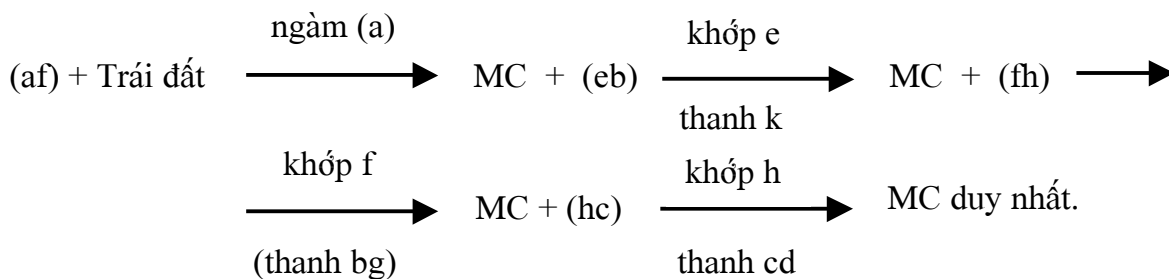 ngàm (a) khớp e
(af) + Trái đất MC + (eb) MC + (fh)
thanh k
khớp f khớp h
MC + (hc) MC duy nhất.
(thanh bg) thanh cd